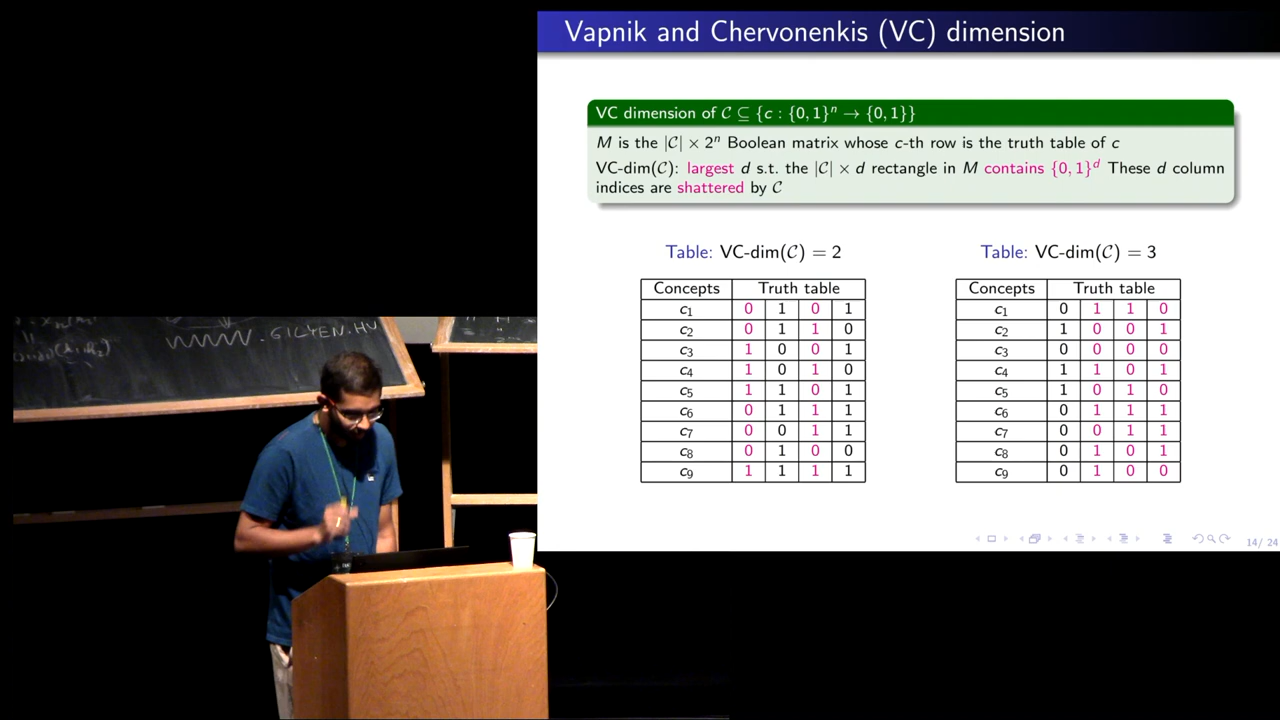 Vapnik and Chervonenkis (VC) dimension
VC dimension of 𝒞 ⊆ {c : {0, 1}ⁿ → {0, 1}}
M is the |𝒞| × 2ⁿ Boolean matrix whose c-th row is the truth table of c
VC-dim(𝒞): largest d s.t. the |𝒞| × d rectangle in M contains {0, 1}ᵈ These d column
indices are shattered by 𝒞
Table: VC-dim(𝒞) = 2
Concepts Truth table
c₁ 0 1 0 1
c₂ 0 1 1 0
c₃ 1 0 0 1
c₄ 1 0 1 0
c₅ 1 1 0 1
c₆ 0 1 1 1
c₇ 0 0 1 1
c₈ 0 1 0 0
c₉ 1 1 1 1
Table: VC-dim(𝒞) = 3
Concepts Truth table
c₁ 0 1 1 0
c₂ 1 0 0 1
c₃ 0 0 0 0
c₄ 1 1 0 1
c₅ 1 0 1 0
c₆ 0 1 1 1
c₇ 0 0 1 1
c₈ 0 1 0 1
c₉ 0 1 0 0
14/ 24
.GILYEN.HU